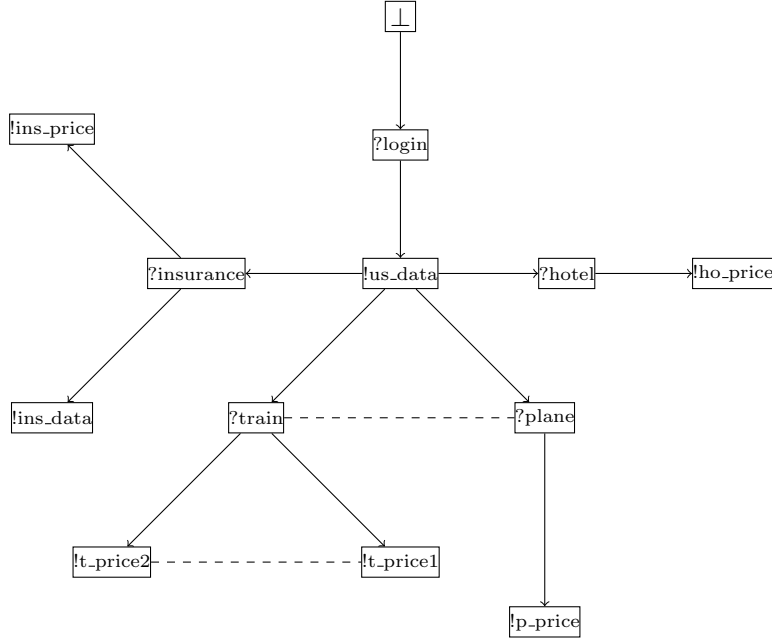 ⊥
!ins_price
?login
?insurance
!us_data
?hotel
!ho_price
!ins_data
?train
?plane
!t_price2
!t_price1
!p_price